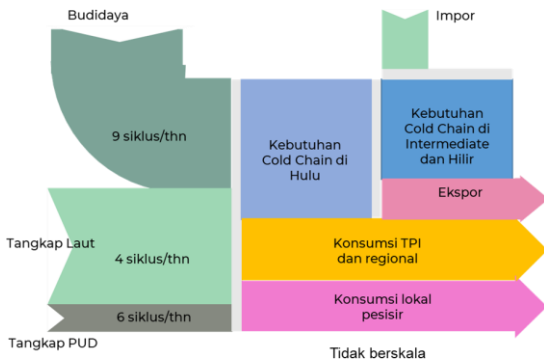 Budidaya
Impor
9 siklus/thn
Kebutuhan
Cold Chain di
Hulu
Kebutuhan
Cold Chain di
Intermediate
dan Hilir
Ekspor
Tangkap Laut
4 siklus/thn
Konsumsi TPI
dan regional
6 siklus/thn
Konsumsi lokal
pesisir
Tangkap PUD
Tidak berskala